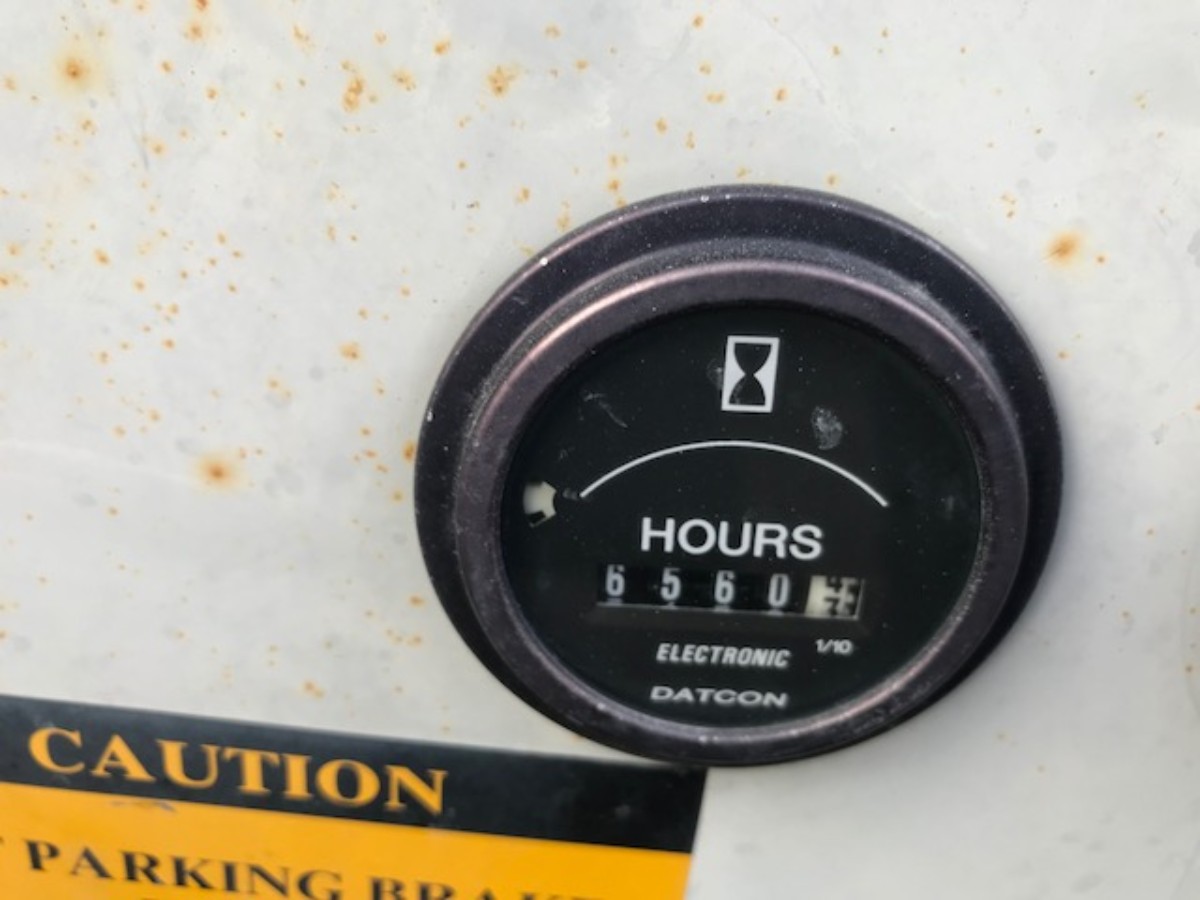 HOURS
6560
1/10
ELECTRONIC
DATCON
CAUTION
PARKING